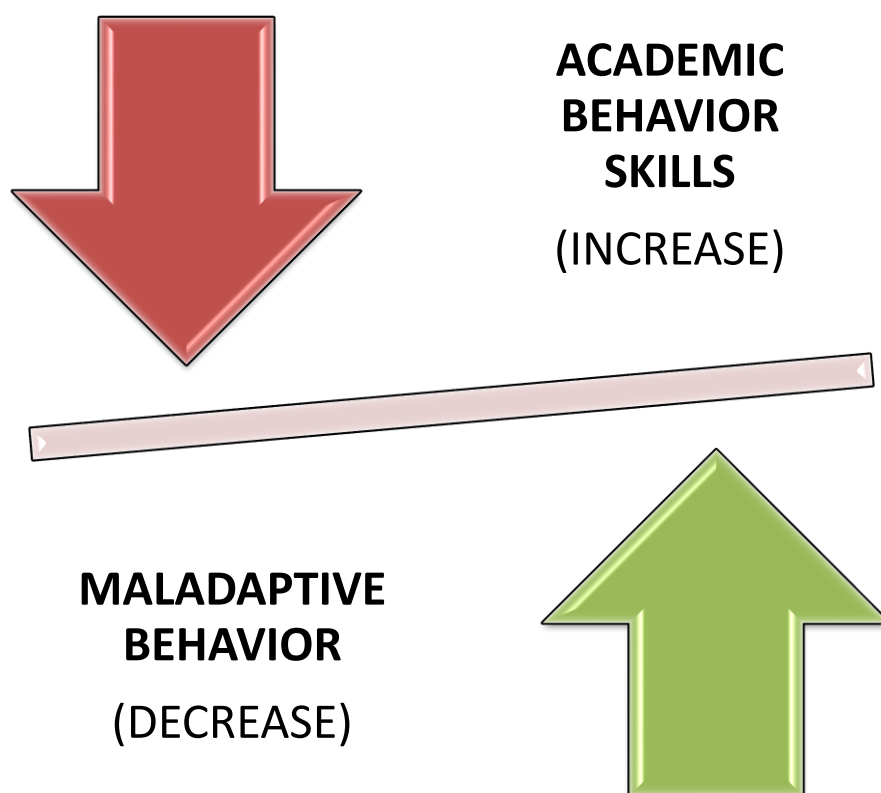 ACADEMIC
BEHAVIOR
SKILLS
(INCREASE)
MALADAPTIVE
BEHAVIOR
(DECREASE)